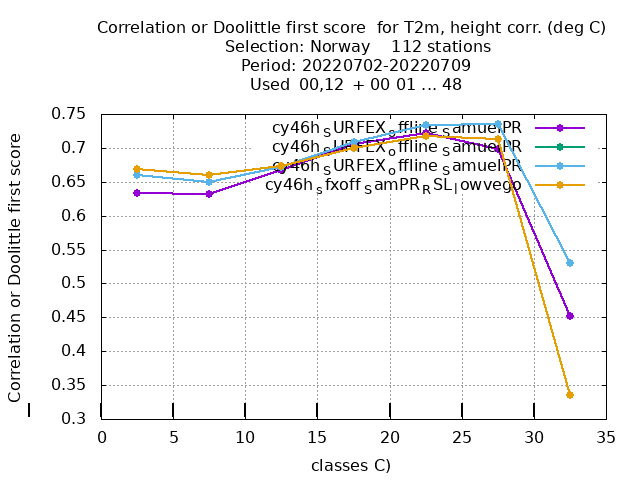 Correlation or Doolittle first score  for T2m, height corr. (deg C)
Selection: Norway    112 stations
Period: 20220702-20220709
Used  00,12  + 00 01 ... 48
Correlation or Doolittle first score
0.75
0.7
0.65
0.6
0.55
0.5
0.45
0.4
0.35
0.3
cy46h_SURFEX_offline_SamuelPR
cy46h_SURFEX_offline_SamuelPR
cy46h_SURFEX_offline_SamuelPR
cy46h_sfxoff_SamPR_RSL_lowvego
0 5 10 15 20 25 30 35
classes C)